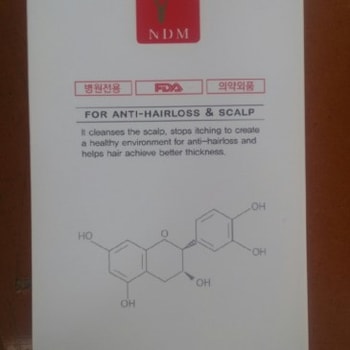 NDM
병원전용 FDA 의약외품
FOR ANTI-HAIRLOSS & SCALP
It cleanses the scalp, stops itching to create
a healthy environment for anti-hairloss and
helps hair achieve better thickness.
OH
HO O OH
OH
OH